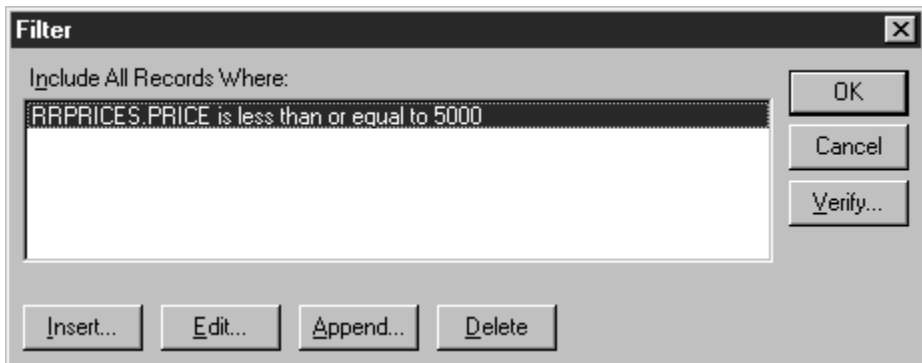 Filter
Include All Records Where:
RRPRICES.PRICE is less than or equal to 5000
OK
Cancel
Verify...
Insert...
Edit...
Append...
Delete